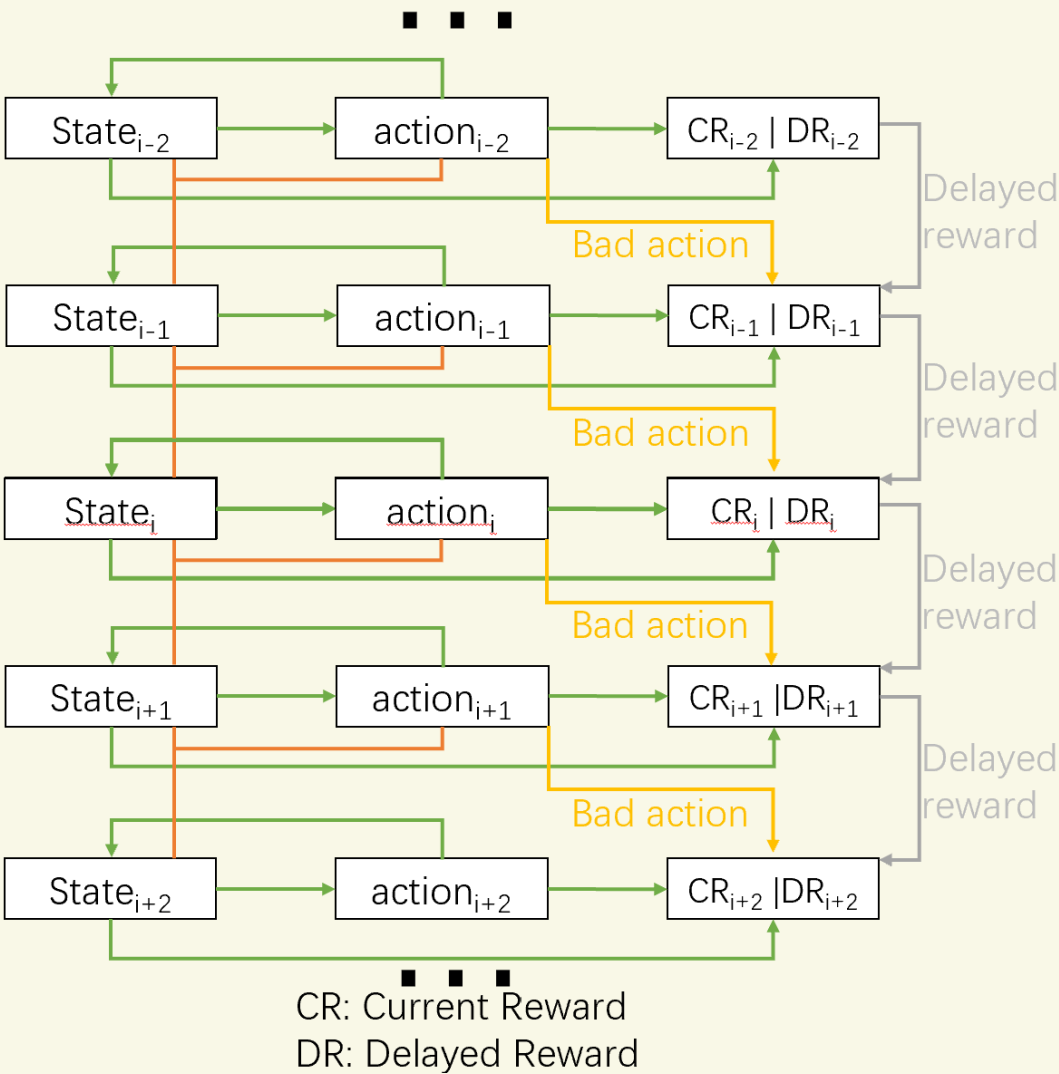 State_{i-2} action_{i-2} CR_{i-2} | DR_{i-2}
Delayed
reward
Bad action
State_{i-1} action_{i-1} CR_{i-1} | DR_{i-1}
Delayed
reward
Bad action
State_i action_i CR_i | DR_i
Delayed
reward
Bad action
State_{i+1} action_{i+1} CR_{i+1} |DR_{i+1}
Delayed
reward
Bad action
State_{i+2} action_{i+2} CR_{i+2} |DR_{i+2}
CR: Current Reward
DR: Delayed Reward